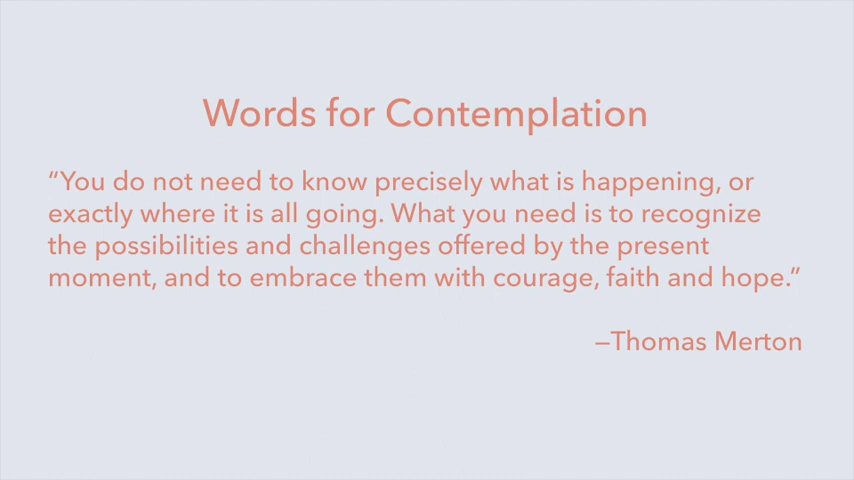 Words for Contemplation
“You do not need to know precisely what is happening, or
exactly where it is all going. What you need is to recognize
the possibilities and challenges offered by the present
moment, and to embrace them with courage, faith and hope.”
—Thomas Merton